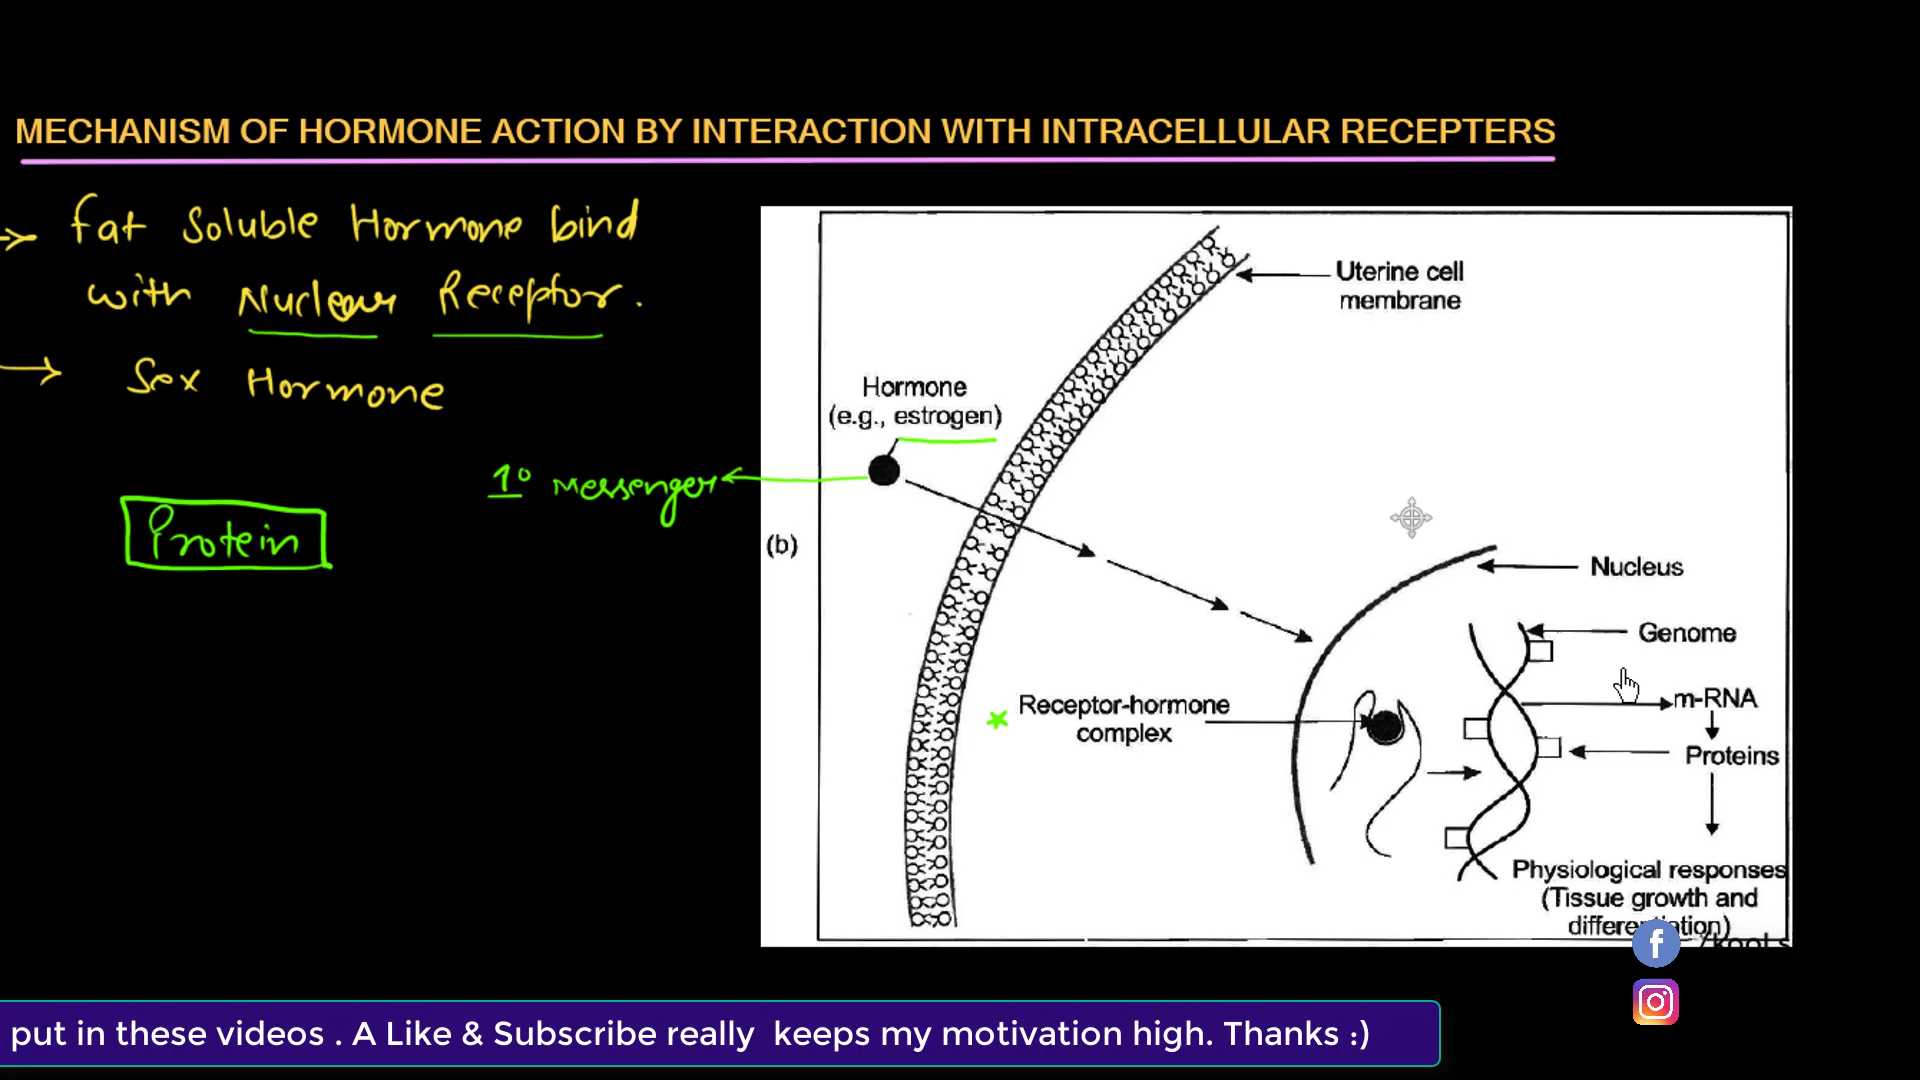 MECHANISM OF HORMONE ACTION BY INTERACTION WITH INTRACELLULAR RECEPTERS
fat Soluble Hormone bind
with Nuclear Receptor.
Sex Hormone
1° Messenger
Protein
Uterine cell
membrane
Hormone
(e.g., estrogen)
(b)
Nucleus
Genome
Receptor-hormone
complex
m-RNA
Proteins
Physiological responses
(Tissue growth and
differentiation)
put in these videos . A Like & Subscribe really keeps my motivation high. Thanks :)